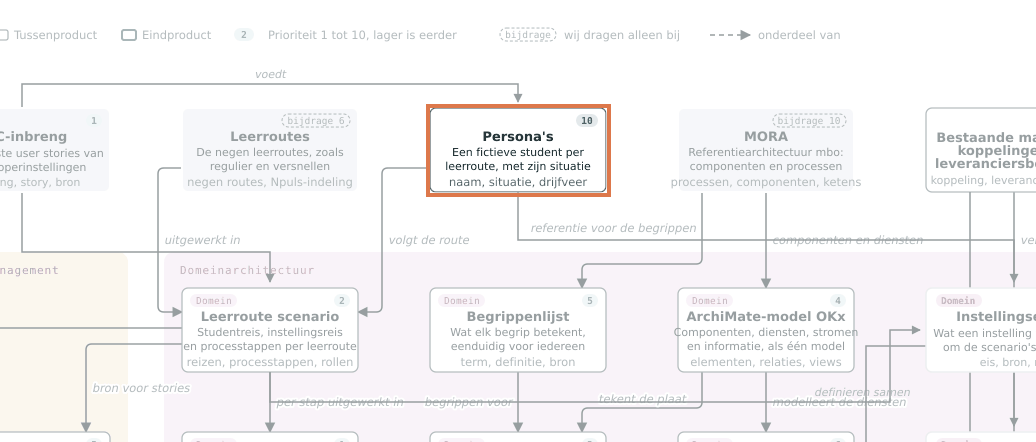 Tussenproduct
Eindproduct
2
Prioriteit 1 tot 10, lager is eerder
bijdrage
wij dragen alleen bij
onderdeel van
voedt
1
C-inbreng
ste user stories van
pperinstellingen
ng, story, bron
bijdrage 6
Leerroutes
De negen leerroutes, zoals
regulier en versnellen
negen routes, Npuls-indeling
10
Persona's
Een fictieve student per
leerroute, met zijn situatie
naam, situatie, drijfveer
bijdrage 10
MORA
Referentiearchitectuur mbo:
componenten en processen
processen, componenten, ketens
Bestaande ma
koppelinge
leveranciersbe
koppeling, leveranc
referentie voor de begrippen
uitgewerkt in
volgt de route
componenten en diensten
ver
nagement
Domeinarchitectuur
Domein
2
Leerroute scenario
Studentreis, instellingsreis
en processtappen per leerroute
reizen, processtappen, rollen
Domein
5
Begrippenlijst
Wat elk begrip betekent,
eenduidig voor iedereen
term, definitie, bron
Domein
4
ArchiMate-model OKx
Componenten, diensten, stromen
en informatie, als één model
elementen, relaties, views
Domein
Instellingse
Wat een instelling
om de scenario's
eis, bron,
bron voor stories
per stap uitgewerkt in
begrippen voor
tekent de plaat
definiëren samen
modelleert de diensten
Domein
Domein
Domein
Domein